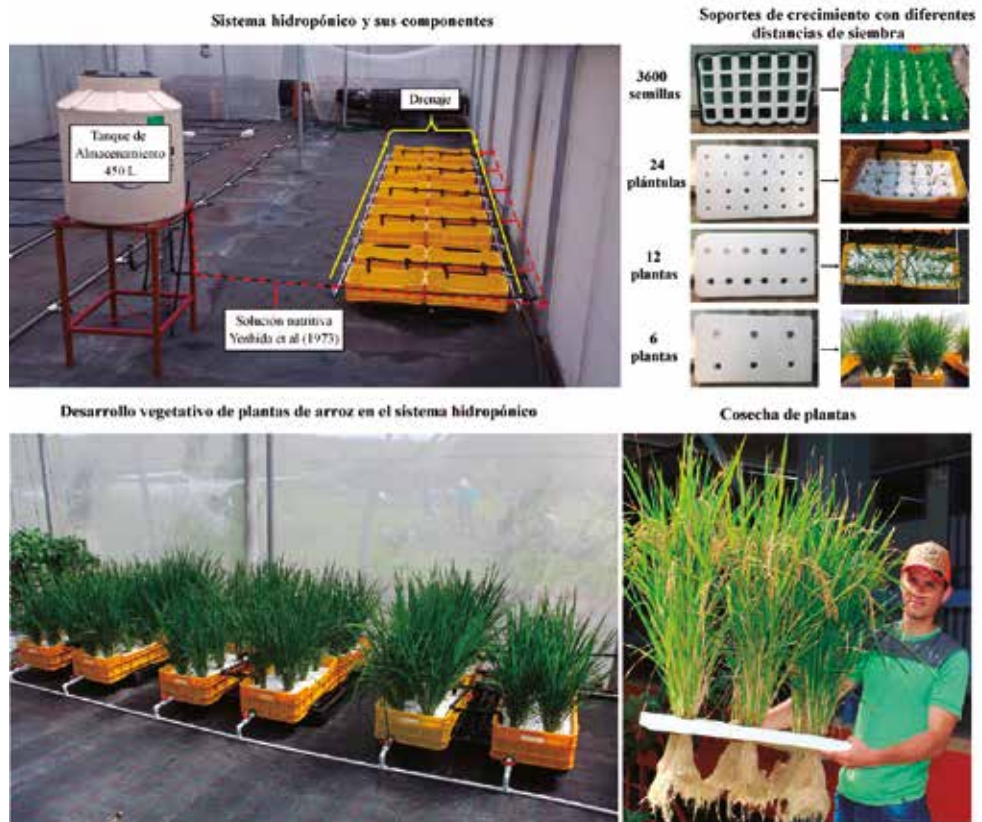 Sistema hidropónico y sus componentes
Tanque de
Almacenamiento
450 L
Drenaje
Solución nutritiva
Yoshida et al (1973)
Soportes de crecimiento con diferentes
distancias de siembra
3600
semillas
24
plántulas
12
plantas
6
plantas
Desarrollo vegetativo de plantas de arroz en el sistema hidropónico
Cosecha de plantas